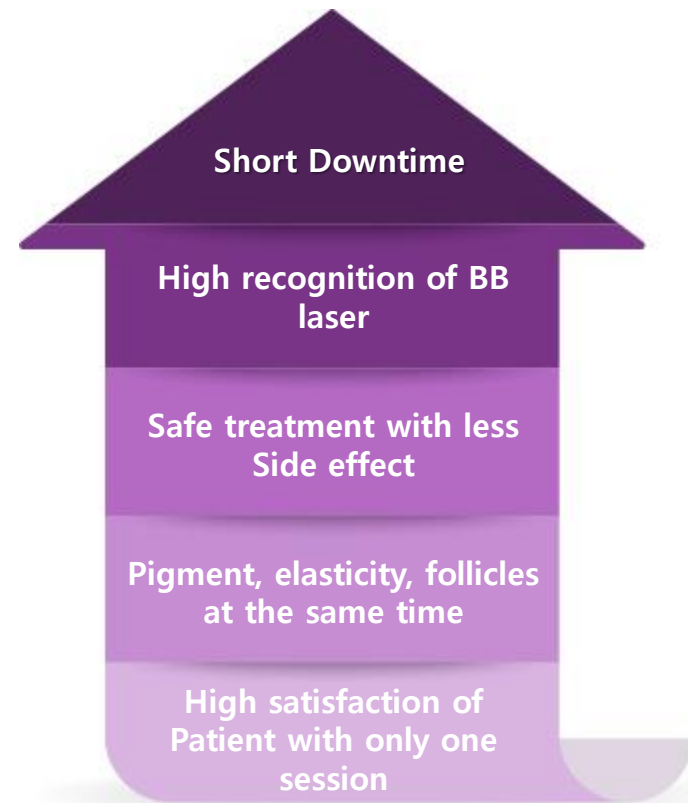 Short Downtime
High recognition of BB
laser
Safe treatment with less
Side effect
Pigment, elasticity, follicles
at the same time
High satisfaction of
Patient with only one
session